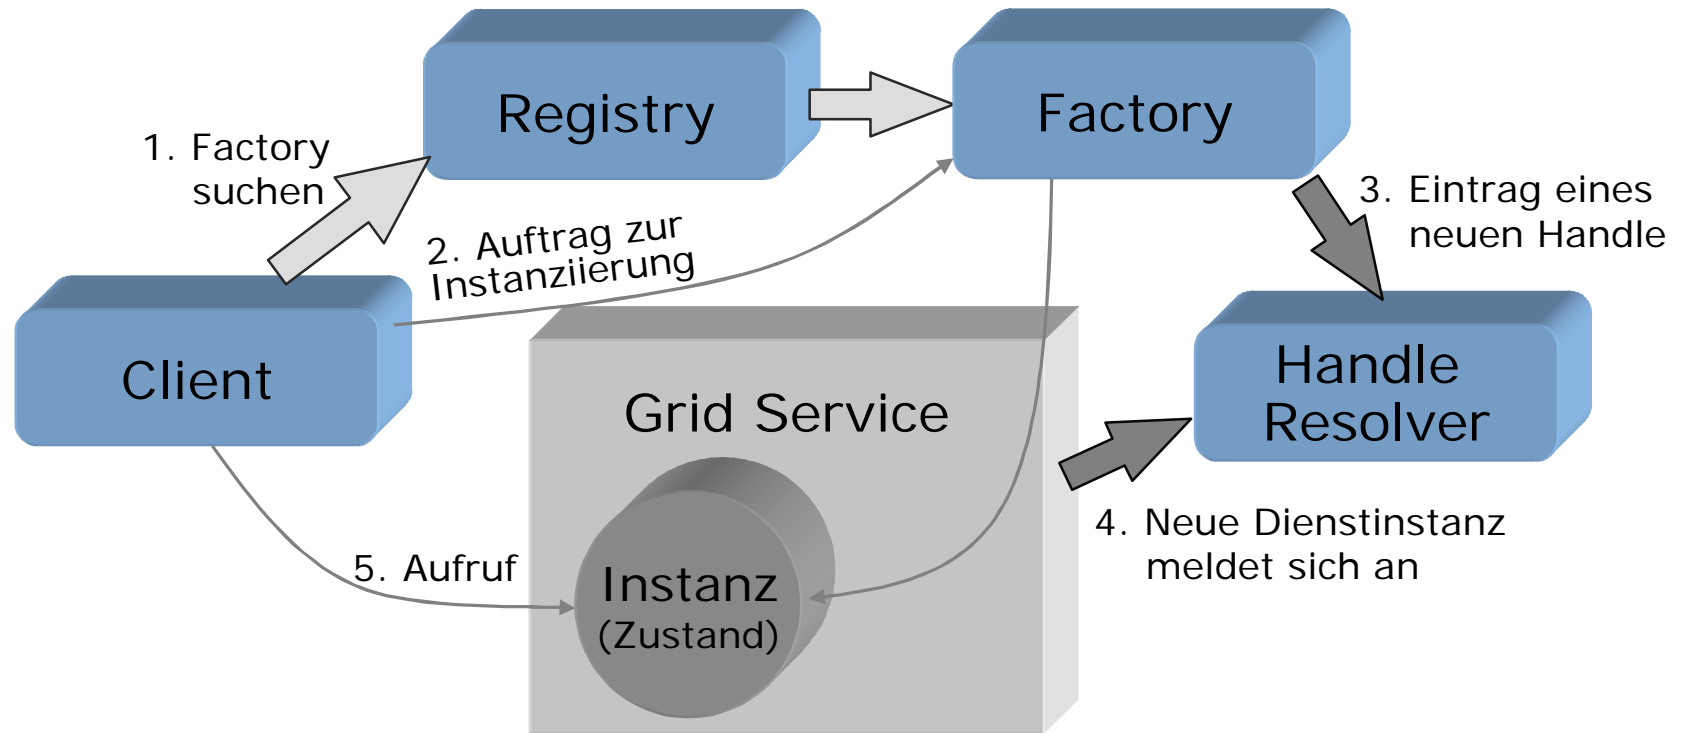 Registry
Factory
1. Factory
suchen
3. Eintrag eines
neuen Handle
2. Auftrag zur
Instanziierung
Client
Handle
Resolver
Grid Service
4. Neue Dienstinstanz
meldet sich an
5. Aufruf
Instanz
(Zustand)